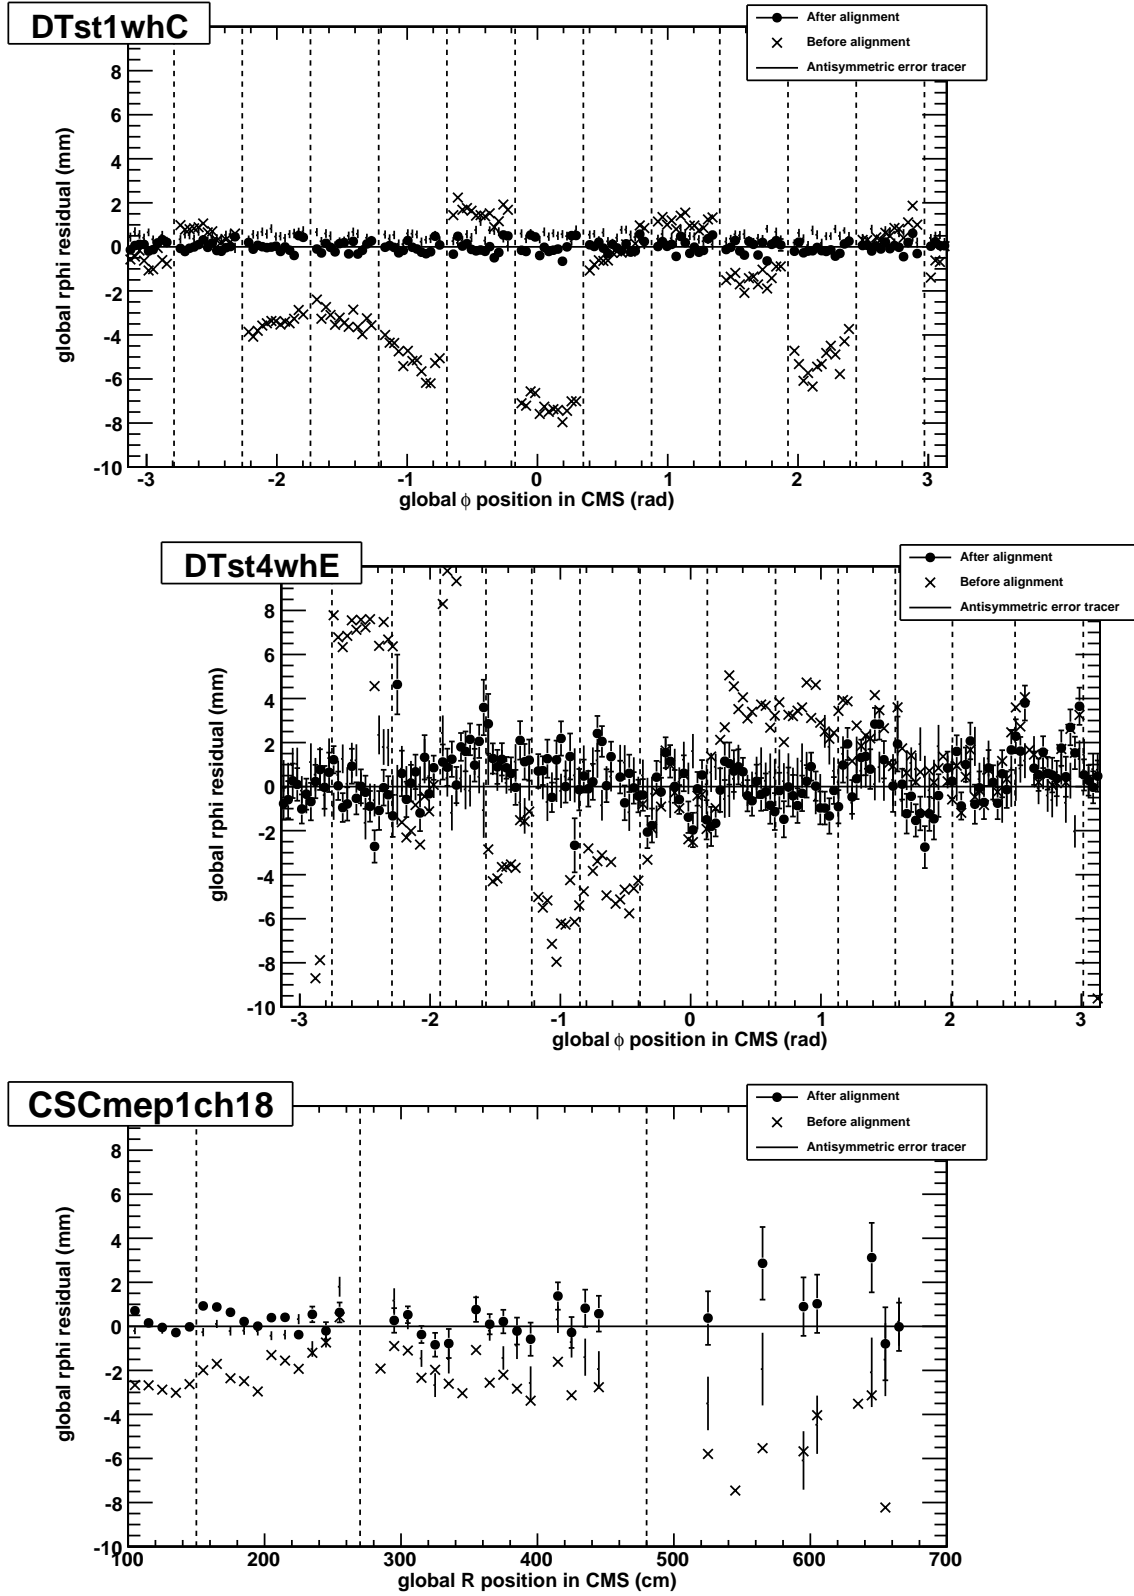 DTst1whC
After alignment
Before alignment
Antisymmetric error tracer
global rphi residual (mm)
8
6
4
2
0
-2
-4
-6
-8
-10
-3
-2
-1
0
1
2
3
global ϕ position in CMS (rad)
DTst4whE
After alignment
Before alignment
Antisymmetric error tracer
global rphi residual (mm)
8
6
4
2
0
-2
-4
-6
-8
-10
-3
-2
-1
0
1
2
3
global ϕ position in CMS (rad)
CSCmep1ch18
After alignment
Before alignment
Antisymmetric error tracer
global rphi residual (mm)
8
6
4
2
0
-2
-4
-6
-8
-10
100
200
300
400
500
600
700
global R position in CMS (cm)